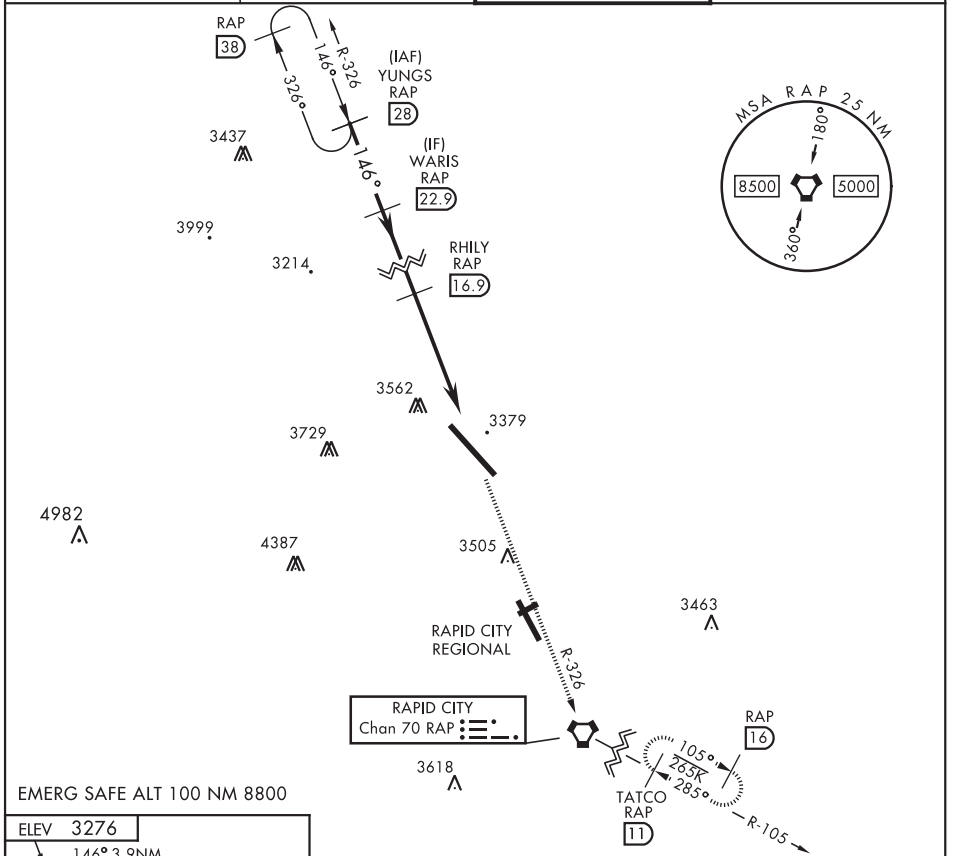 RAP
38
R-326
146°
326°
(IAF)
YUNGS
RAP
28
MSA RAP 25 NM
180°
8500
5000
360°
3437
146°
(IF)
WARIS
RAP
22.9
3999
3214
RHILY
RAP
16.9
3562
3379
3729
4982
4387
3505
3463
RAPID CITY
REGIONAL
R-326
RAPID CITY
Chan 70 RAP
RAP
16
105°
265K
285°
3618
TATCO
RAP
11
R-105
EMERG SAFE ALT 100 NM 8800
ELEV 3276
146° 3.9NM